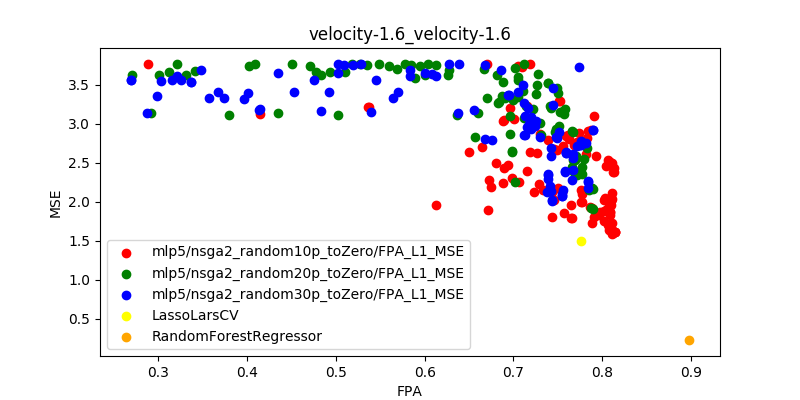 velocity-1.6_velocity-1.6
MSE
3.5
3.0
2.5
2.0
1.5
1.0
0.5
mlp5/nsga2_random10p_toZero/FPA_L1_MSE
mlp5/nsga2_random20p_toZero/FPA_L1_MSE
mlp5/nsga2_random30p_toZero/FPA_L1_MSE
LassoLarsCV
RandomForestRegressor
0.3 0.4 0.5 0.6 0.7 0.8 0.9
FPA